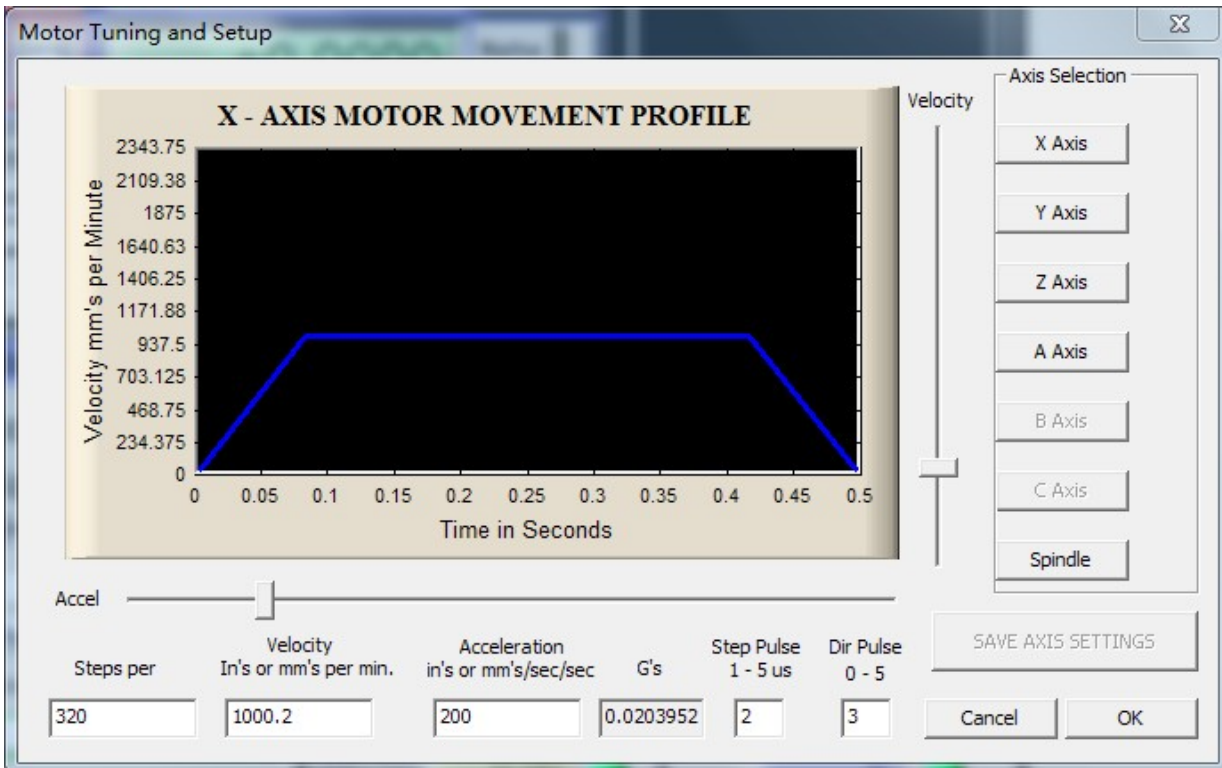 Motor Tuning and Setup
X - AXIS MOTOR MOVEMENT PROFILE
Velocity mm's per Minute
2343.75
2109.38
1875
1640.63
1406.25
1171.88
937.5
703.125
468.75
234.375
0
0 0.05 0.1 0.15 0.2 0.25 0.3 0.35 0.4 0.45 0.5
Time in Seconds
Velocity
Axis Selection
X Axis
Y Axis
Z Axis
A Axis
B Axis
C Axis
Spindle
Accel
Steps per
Velocity
In's or mm's per min.
Acceleration
in's or mm's/sec/sec
G's
Step Pulse
1 - 5 us
Dir Pulse
0 - 5
320 1000.2 200 0.0203952 2 3
SAVE AXIS SETTINGS
Cancel OK